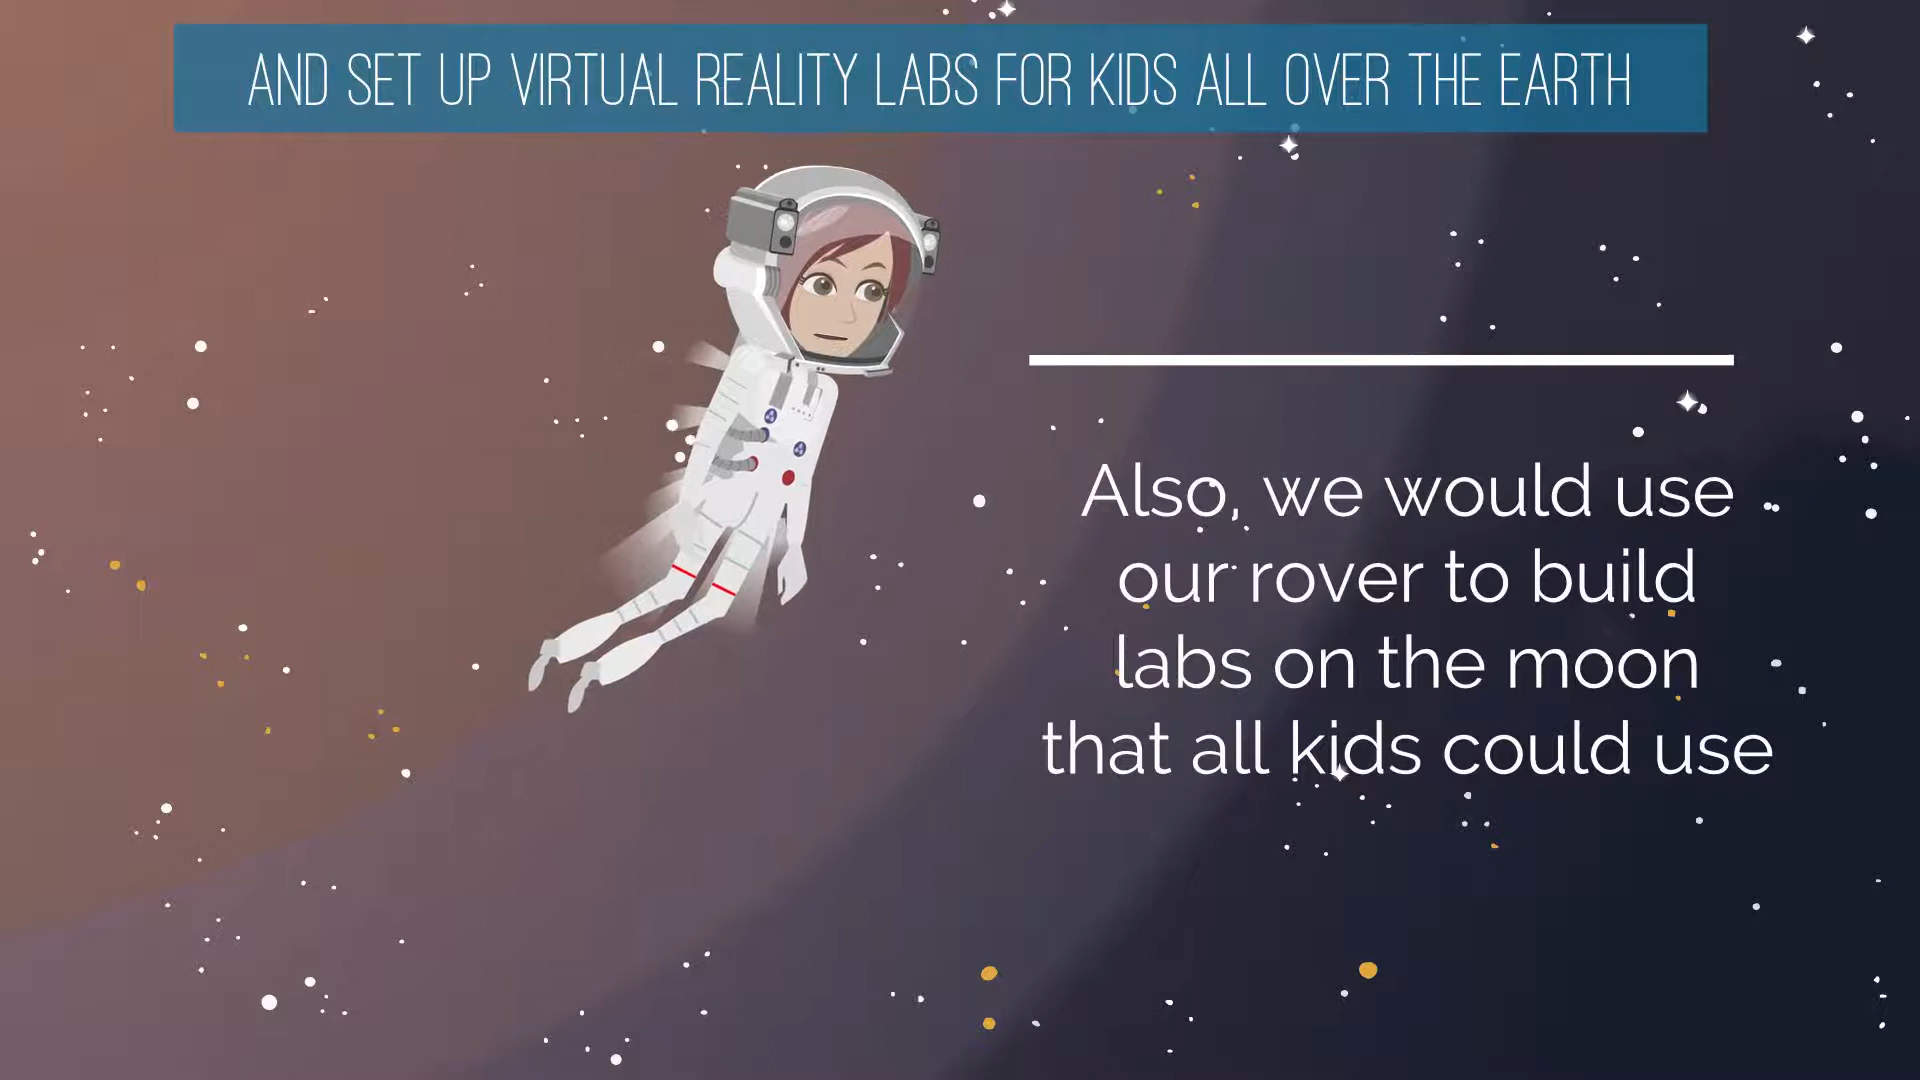 AND SET UP VIRTUAL REALITY LABS FOR KIDS ALL OVER THE EARTH
Also, we would use
our rover to build
labs on the moon
that all kids could use